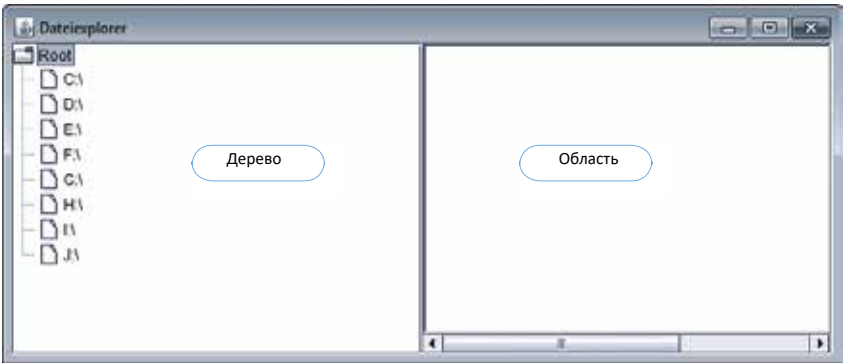 Dateiexplorer
Root
C:\
D:\
E:\
F:\
G:\
H:\
I:\
J:\
Дерево
Область